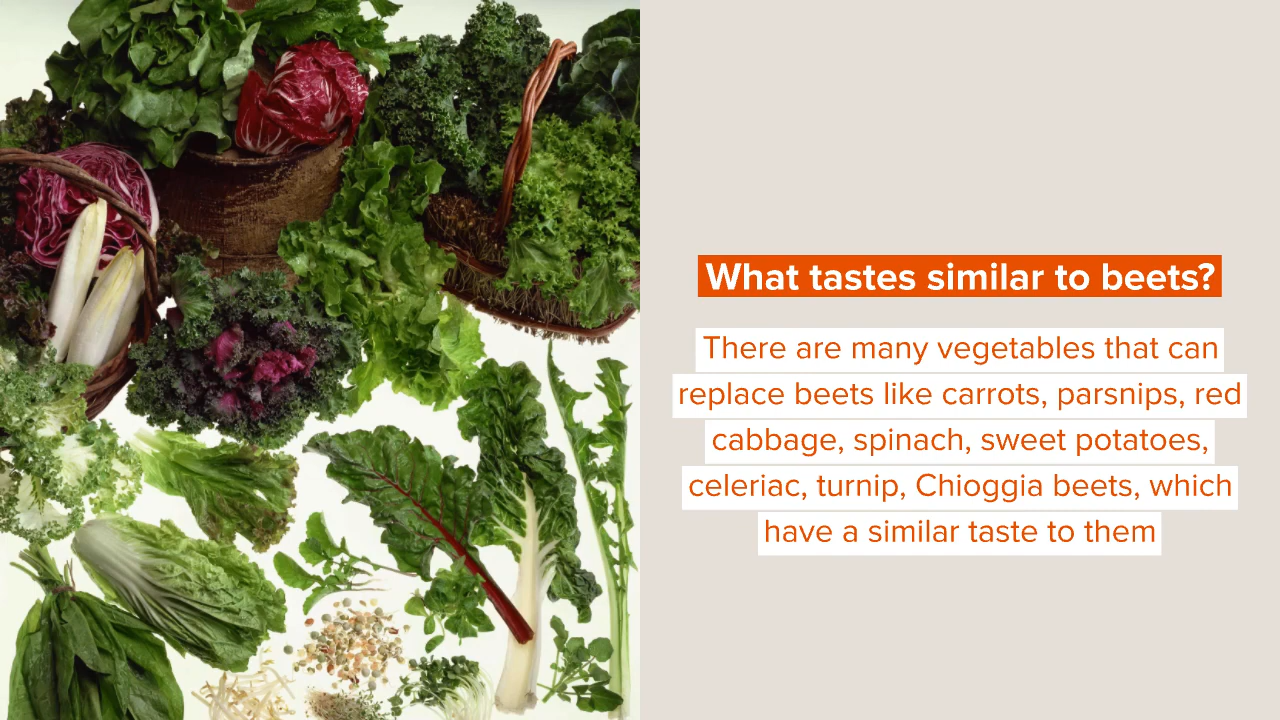 What tastes similar to beets?
There are many vegetables that can
replace beets like carrots, parsnips, red
cabbage, spinach, sweet potatoes,
celeriac, turnip, Chioggia beets, which
have a similar taste to them